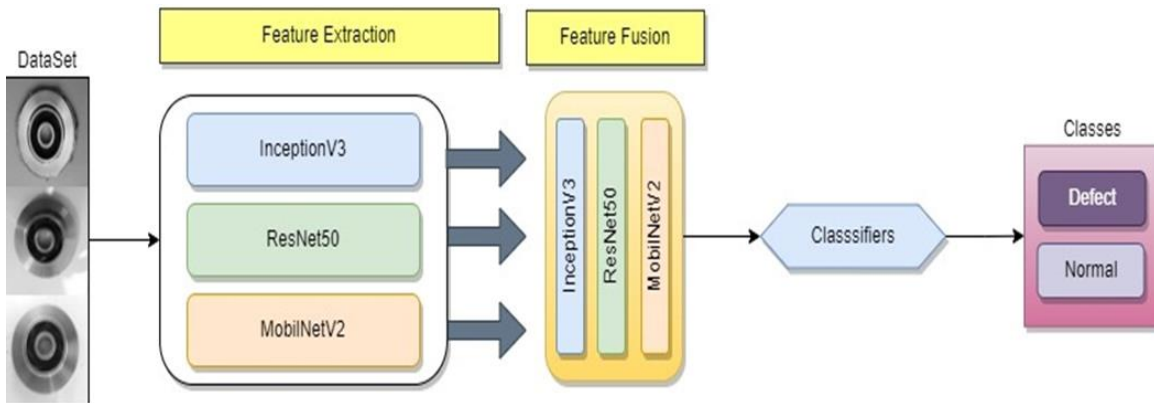 DataSet
Feature Extraction
InceptionV3
ResNet50
MobilNetV2
Feature Fusion
InceptionV3
ResNet50
MobilNetV2
Classsifiers
Classes
Defect
Normal